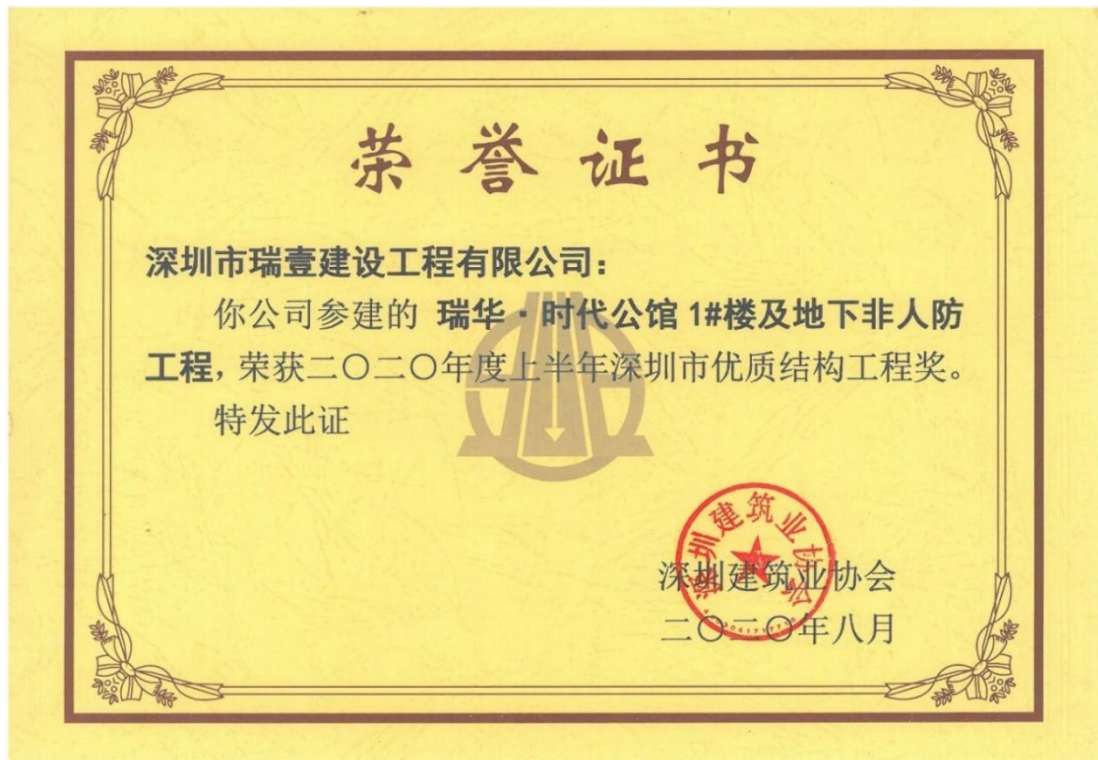 荣誉证书
深圳市瑞壹建设工程有限公司：
你公司参建的 瑞华·时代公馆 1#楼及地下非人防
工程，荣获二〇二〇年度上半年深圳市优质结构工程奖。
特发此证
深圳建筑业协会
深圳建筑业协会
二〇二〇年八月